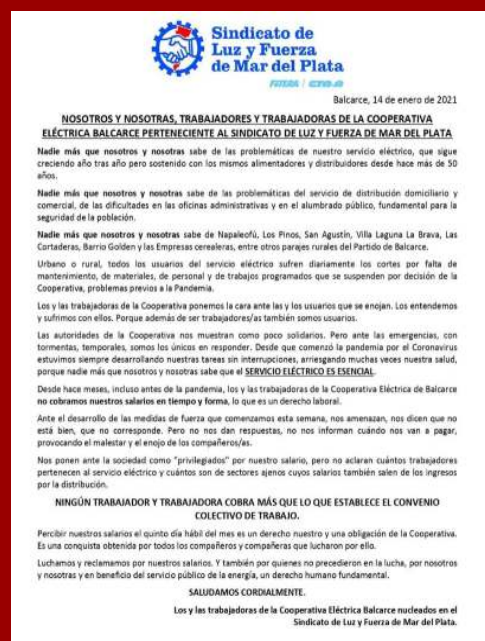 Sindicato de
Luz y Fuerza
de Mar del Plata
FETERA | CTA-A
Balcarce, 14 de enero de 2021
NOSOTROS Y NOSOTRAS, TRABAJADORES Y TRABAJADORAS DE LA COOPERATIVA
ELÉCTRICA BALCARCE PERTENECIENTE AL SINDICATO DE LUZ Y FUERZA DE MAR DEL PLATA
Nadie más que nosotros y nosotras sabe de las problemáticas de nuestro servicio eléctrico, que sigue
creciendo año tras año pero sostenido con los mismos alimentadores y distribuidores desde hace mas de 50
años.
Nadie más que nosotros y nosotras sabe de las problemáticas del servicio de distribución domiciliario y
comercial, de las dificultades en las oficinas administrativas y en el alumbrado público, fundamental para la
seguridad de la población.
Nadie más que nosotros y nosotras sabe de Napaleofú, Los Pinos, San Agustín, Villa Laguna La Brava, Las
Cortaderas, Barrio Golden y las Empresas cerealeras, entre otros parajes rurales del Partido de Balcarce.
Urbano o rural, todos los usuarios del servicio eléctrico sufren diariamente los cortes por falta de
mantenimiento, de materiales, de personal y de trabajos programados que se suspenden por decisión de la
Cooperativa, problemas previos a la Pandemia.
Los y las trabajadores de la Cooperativa ponemos la cara ante las y los usuarios que se enojan. Los entendemos
y sufrimos con ellos. Porque además de ser trabajadores/as también somos usuarios.
Las autoridades de la Cooperativa nos muestran como poco solidarios. Pero ante las emergencias, con
tormentas, temporales, somos los únicos en responder. Desde que comenzó la pandemia por el Coronavirus
estuvimos siempre desarrollando nuestras tareas sin interrupciones, arriesgando muchas veces nuestra salud,
porque nadie más que nosotros y nosotras sabe que el SERVICIO ELÉCTRICO ES ESENCIAL.
Desde hace meses, incluso antes de la pandemia, los y las trabajadores de la Cooperativa Eléctrica de Balcarce
no cobramos nuestros salarios en tiempo y forma, lo que es un derecho laboral.
Ante el desarrollo de las medidas de fuerza que comenzamos esta semana, nos amenazan, nos dicen que no
está bien, que no corresponde. Pero no nos dan respuestas, no nos informan cuándo nos van a pagar,
provocando el malestar y el enojo de los compañeros/as.
Nos ponen ante la sociedad como "privilegiados" por nuestro salario, pero no aclaran cuántos trabajadores
pertenecen al servicio eléctrico y cuántos son de sectores ajenos cuyos salarios también salen de los ingresos
por la distribución.
NINGÚN TRABAJADOR Y TRABAJADORA COBRA MÁS QUE LO QUE ESTABLECE EL CONVENIO
COLECTIVO DE TRABAJO.
Percibir nuestros salarios el quinto día hábil del mes es un derecho nuestro y una obligación de la Cooperativa.
Es una conquista obtenida por todos los compañeros y compañeras que lucharon por ello.
Luchamos y reclamamos por nuestros salarios. Y también por quienes no precedieron en la lucha, por nosotros
y nosotras y en beneficio del servicio público de la energía, un derecho humano fundamental.
SALUDAMOS CORDIALMENTE.
Los y las trabajadores de la Cooperativa Eléctrica Balcarce nucleados en el
Sindicato de Luz y Fuerza de Mar del Plata.